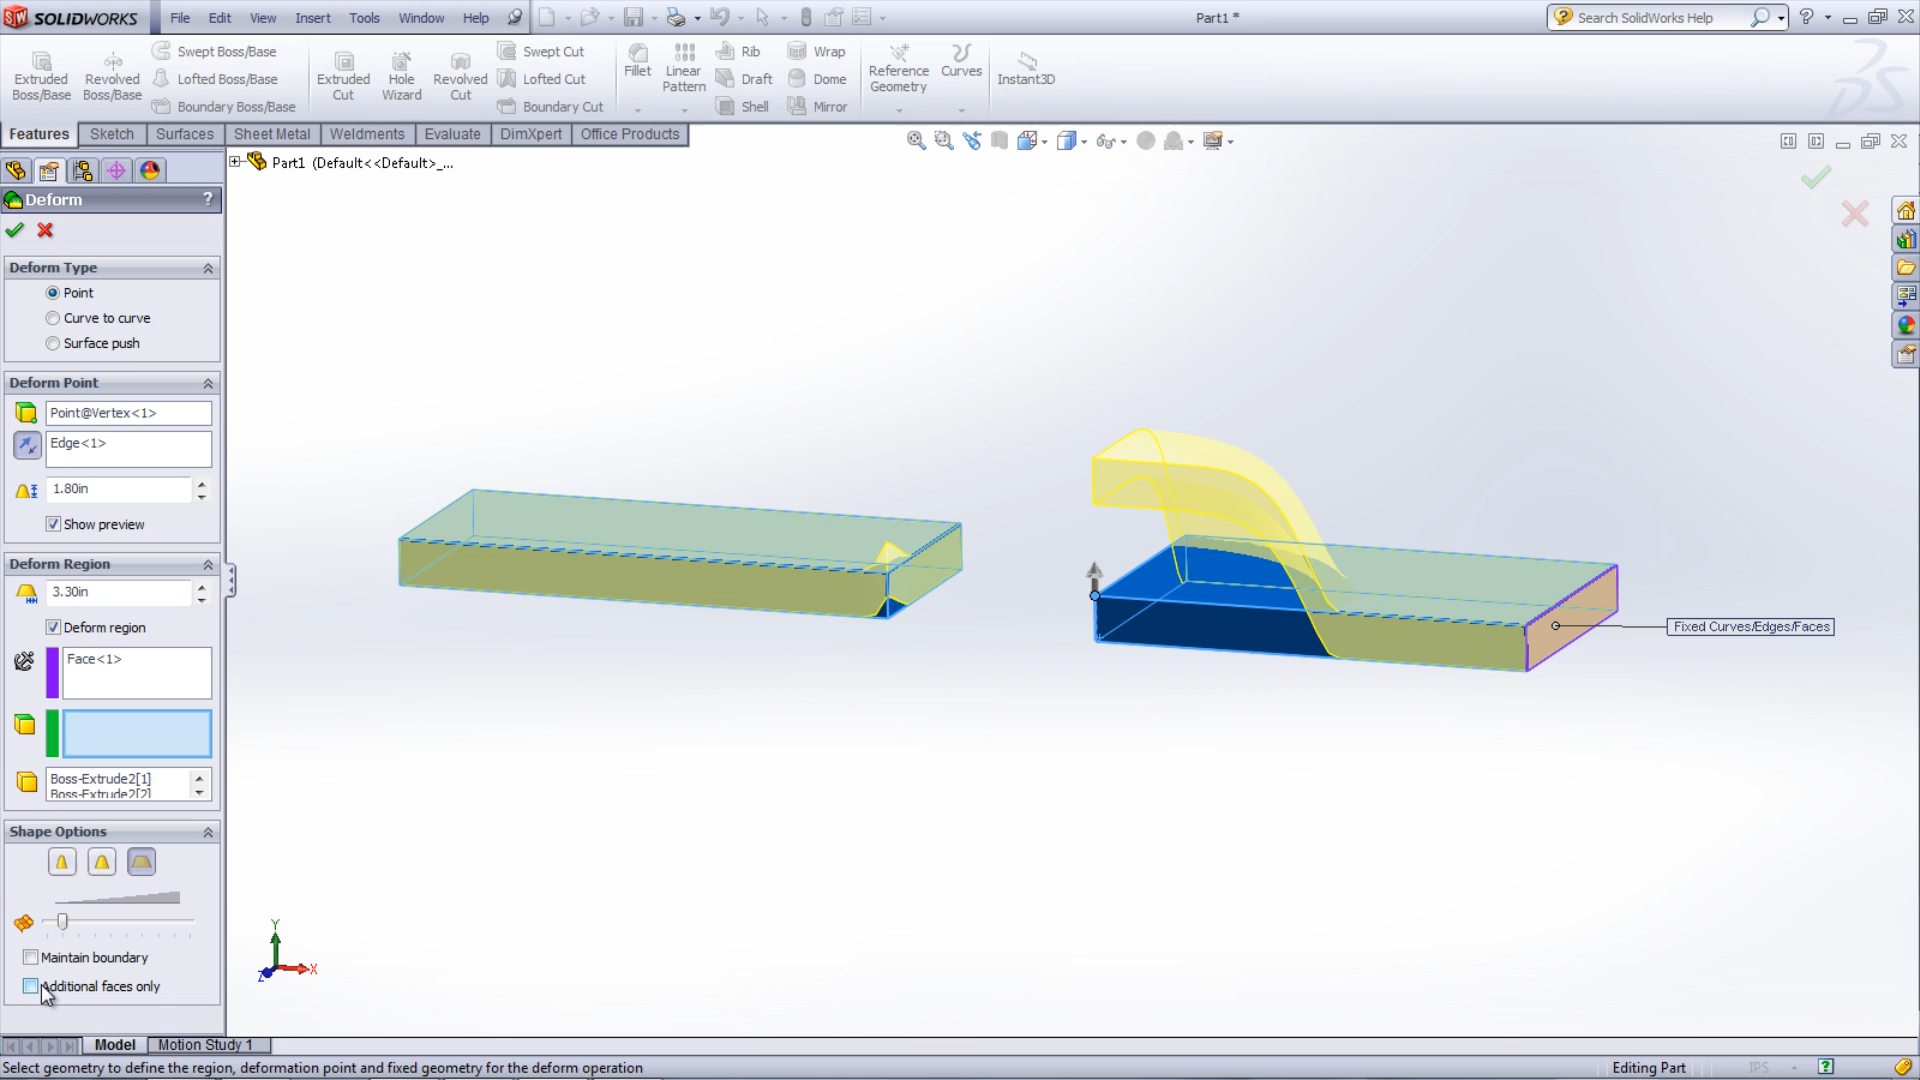 SOLIDWORKS
File Edit View Insert Tools Window Help
Part1 *
Search SolidWorks Help
Extruded Boss/Base
Revolved Boss/Base
Swept Boss/Base
Lofted Boss/Base
Boundary Boss/Base
Extruded Cut
Hole Wizard
Revolved Cut
Swept Cut
Lofted Cut
Boundary Cut
Fillet
Linear Pattern
Rib
Draft
Shell
Wrap
Dome
Mirror
Reference Geometry
Curves
Instant3D
Features Sketch Surfaces Sheet Metal Weldments Evaluate DimXpert Office Products
Part1 (Default<<Default>_...
Deform ?
Deform Type
Point
Curve to curve
Surface push
Deform Point
Point@Vertex<1>
Edge<1>
1.80in
Show preview
Deform Region
3.30in
Deform region
Face<1>
Boss-Extrude2[1]
Boss-Extrude2[2]
Shape Options
Maintain boundary
Additional faces only
Fixed Curves/Edges/Faces
Y
X
Z
Model Motion Study 1
Select geometry to define the region, deformation point and fixed geometry for the deform operation
Editing Part
IPS